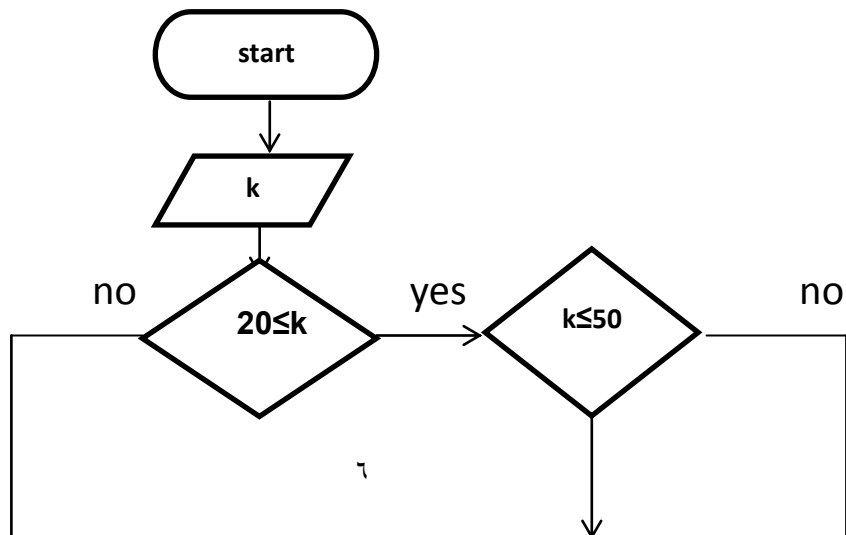 start
k
no
yes
no
20≤k
k≤50
٦